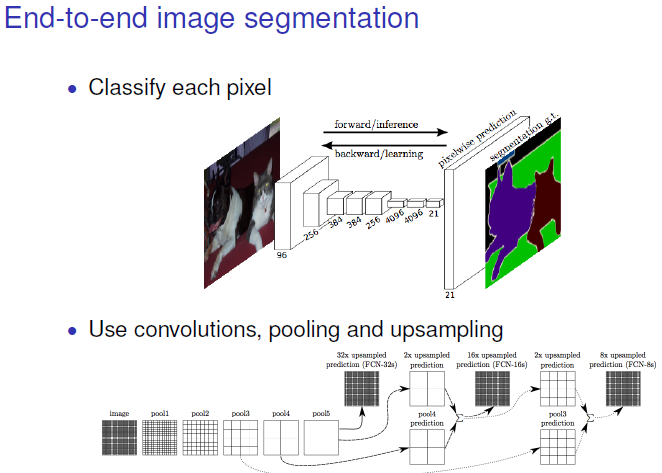 End-to-end image segmentation
• Classify each pixel
forward/inference
backward/learning
pixelwise prediction
segmentation g.t.
96
256
384
384
256
4096
4096
21
21
• Use convolutions, pooling and upsampling
32x upsampled
prediction (FCN-32s)
2x upsampled
prediction
16x upsampled
prediction (FCN-16s)
2x upsampled
prediction
8x upsampled
prediction (FCN-8s)
image
pool1
pool2
pool3
pool4
pool5
pool4
prediction
pool3
prediction